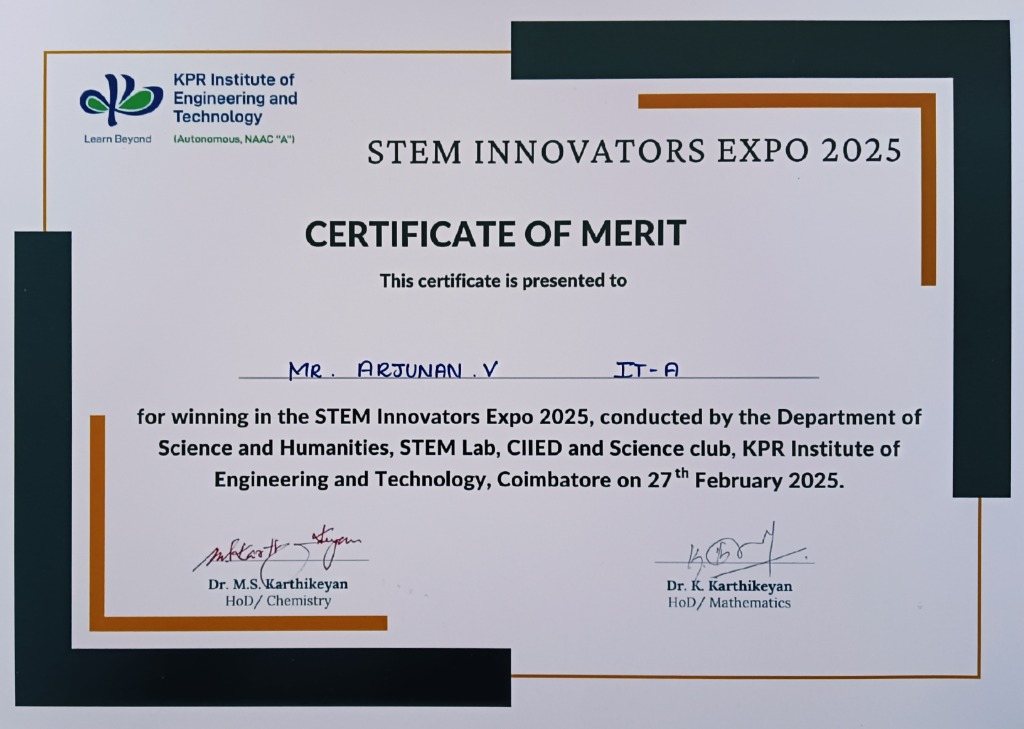 KPR Institute of
Engineering and
Technology
Learn Beyond (Autonomous, NAAC "A")
STEM INNOVATORS EXPO 2025
CERTIFICATE OF MERIT
This certificate is presented to
MR. ARJUNAN.V IT-A
for winning in the STEM Innovators Expo 2025, conducted by the Department of
Science and Humanities, STEM Lab, CIIED and Science club, KPR Institute of
Engineering and Technology, Coimbatore on 27th February 2025.
Dr. M.S. Karthikeyan
HoD/ Chemistry
Dr. K. Karthikeyan
HoD/ Mathematics